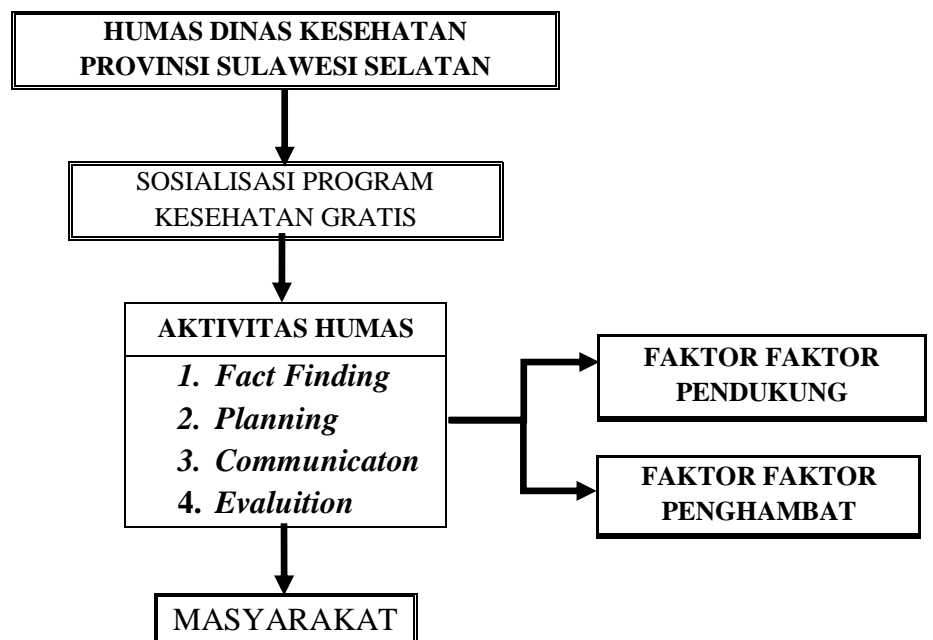 HUMAS DINAS KESEHATAN
PROVINSI SULAWESI SELATAN
SOSIALISASI PROGRAM
KESEHATAN GRATIS
AKTIVITAS HUMAS
1. Fact Finding
2. Planning
3. Communicaton
4. Evaluition
FAKTOR FAKTOR
PENDUKUNG
FAKTOR FAKTOR
PENGHAMBAT
MASYARAKAT